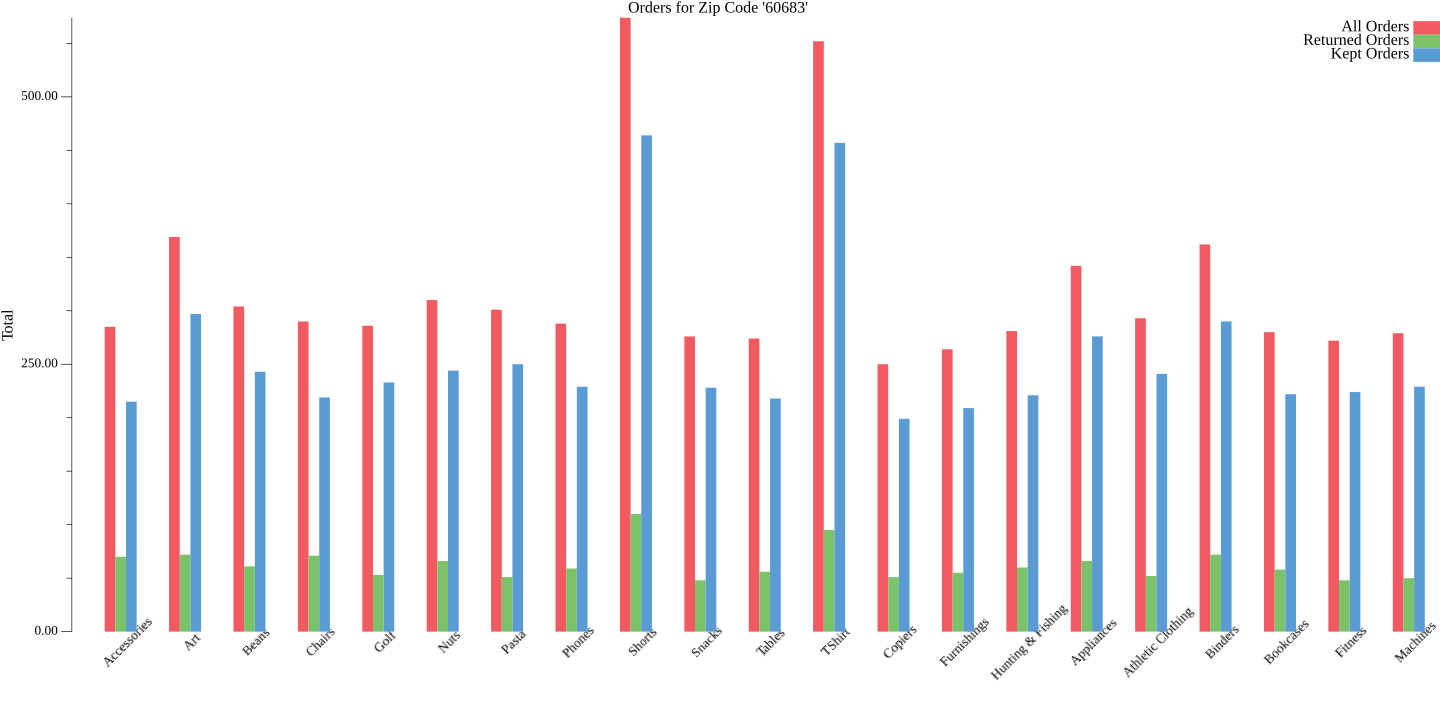 Orders for Zip Code '60683'
All Orders
Returned Orders
Kept Orders
Total
500.00
250.00
0.00
Accessories
Art
Beans
Chairs
Golf
Nuts
Pasta
Phones
Shorts
Snacks
Tables
TShirt
Copiers
Furnishings
Hunting & Fishing
Appliances
Athletic Clothing
Binders
Bookcases
Fitness
Machines